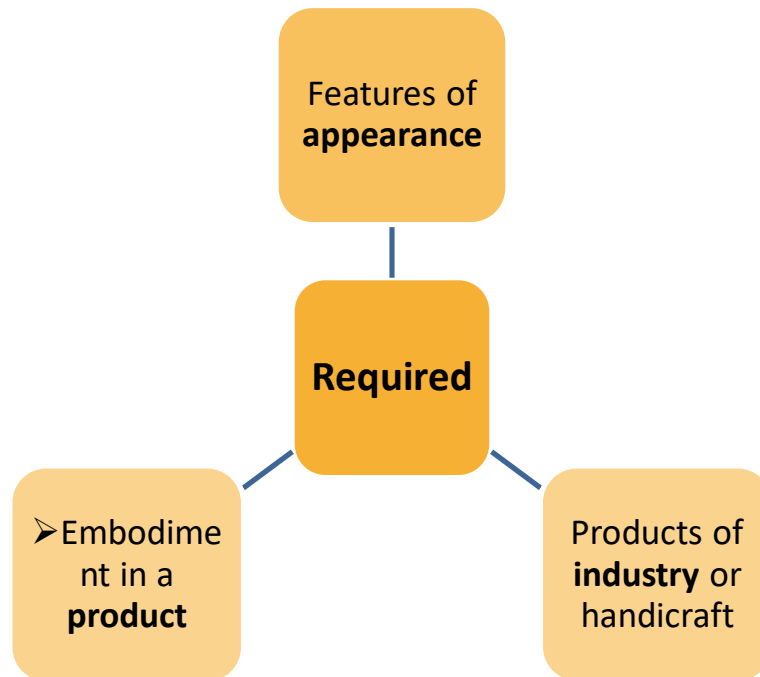 Features of
appearance
Required
➤Embodime
nt in a
product
Products of
industry or
handicraft